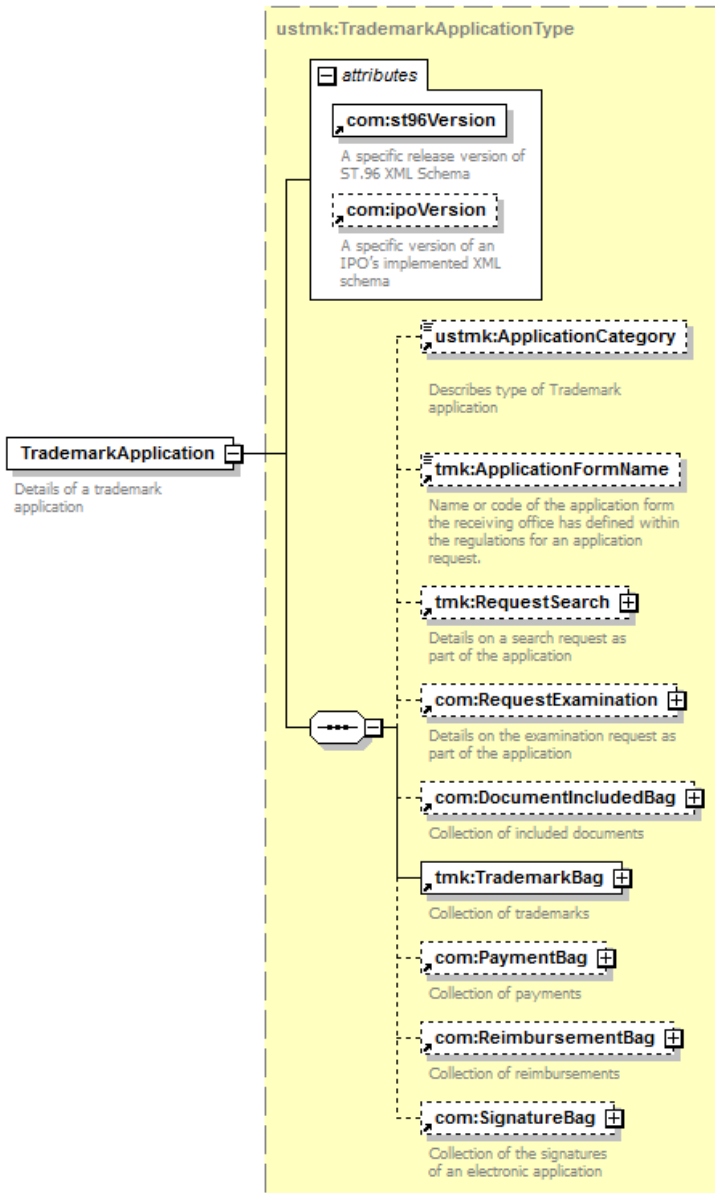 ustmk:TrademarkApplicationType
attributes
com:st96Version
A specific release version of
ST.96 XML Schema
com:ipoVersion
A specific version of an
IPO's implemented XML
schema
ustmk:ApplicationCategory
Describes type of Trademark
application
TrademarkApplication
Details of a trademark
application
tmk:ApplicationFormName
Name or code of the application form
the receiving office has defined within
the regulations for an application
request.
tmk:RequestSearch
Details on a search request as
part of the application
com:RequestExamination
Details on the examination request as
part of the application
com:DocumentIncludedBag
Collection of included documents
tmk:TrademarkBag
Collection of trademarks
com:PaymentBag
Collection of payments
com:ReimbursementBag
Collection of reimbursements
com:SignatureBag
Collection of the signatures
of an electronic application